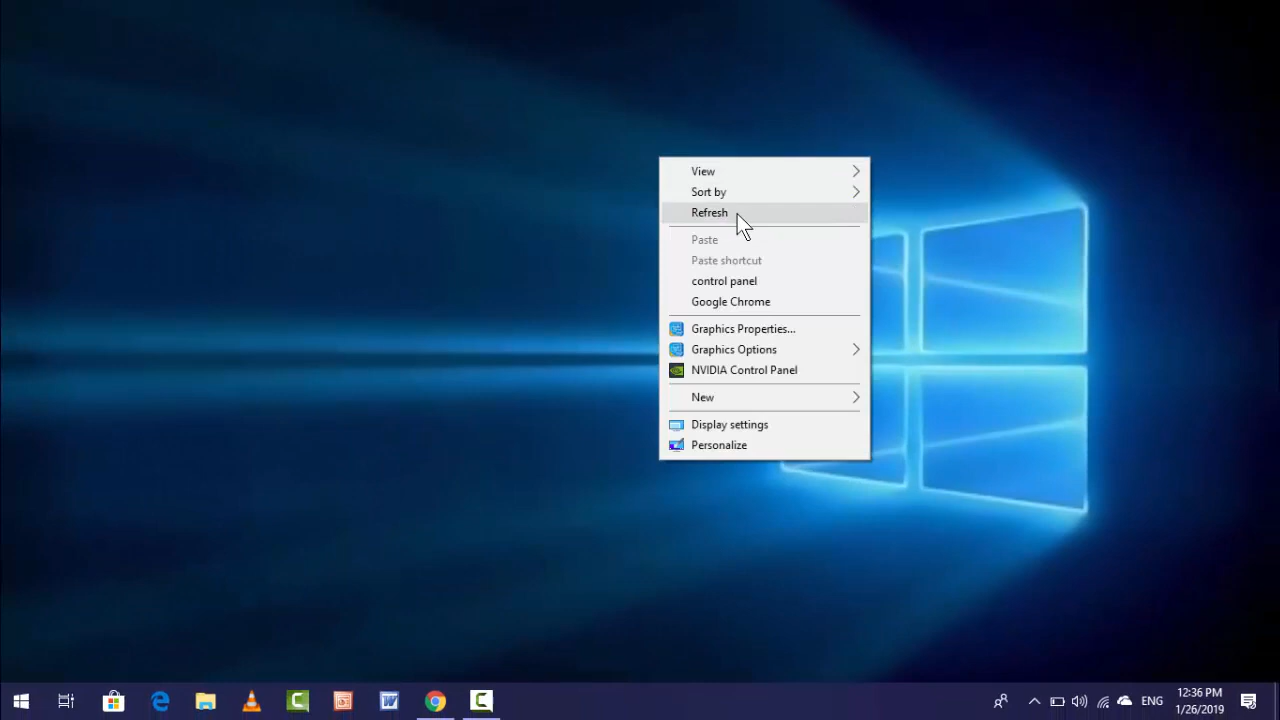 View
Sort by
Refresh
Paste
Paste shortcut
control panel
Google Chrome
Graphics Properties...
Graphics Options
NVIDIA Control Panel
New
Display settings
Personalize
ENG
12:36 PM
1/26/2019